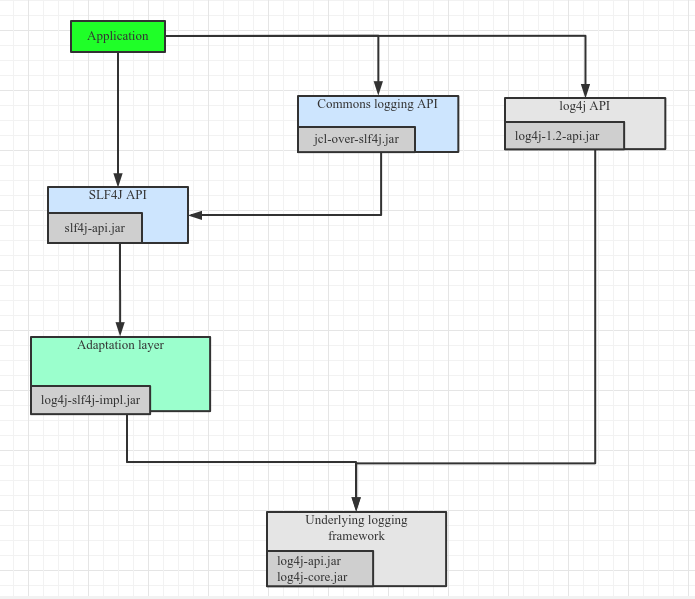 Application
Commons logging API
jcl-over-slf4j.jar
log4j API
log4j-1.2-api.jar
SLF4J API
slf4j-api.jar
Adaptation layer
log4j-slf4j-impl.jar
Underlying logging
framework
log4j-api.jar
log4j-core.jar